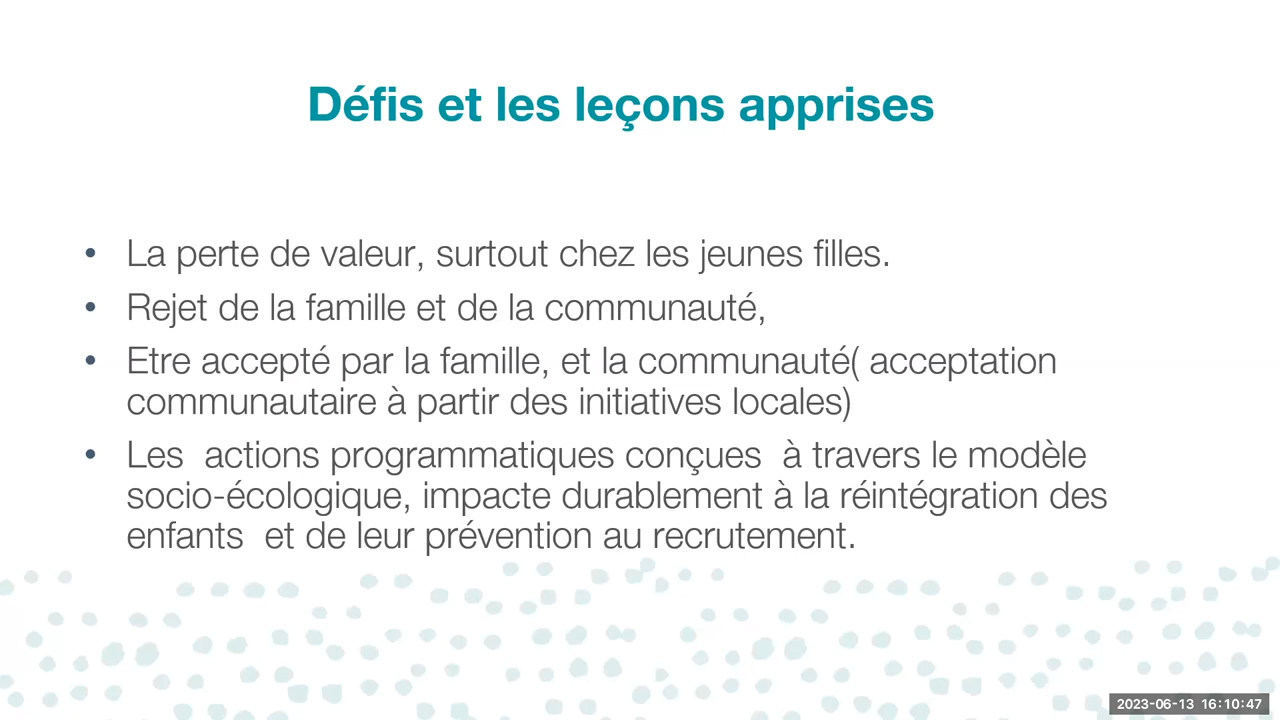 Défis et les leçons apprises
• La perte de valeur, surtout chez les jeunes filles.
• Rejet de la famille et de la communauté,
• Etre accepté par la famille, et la communauté( acceptation
communautaire à partir des initiatives locales)
• Les  actions programmatiques conçues  à travers le modèle
socio-écologique, impacte durablement à la réintégration des
enfants  et de leur prévention au recrutement.
2023-06-13  16:10:47